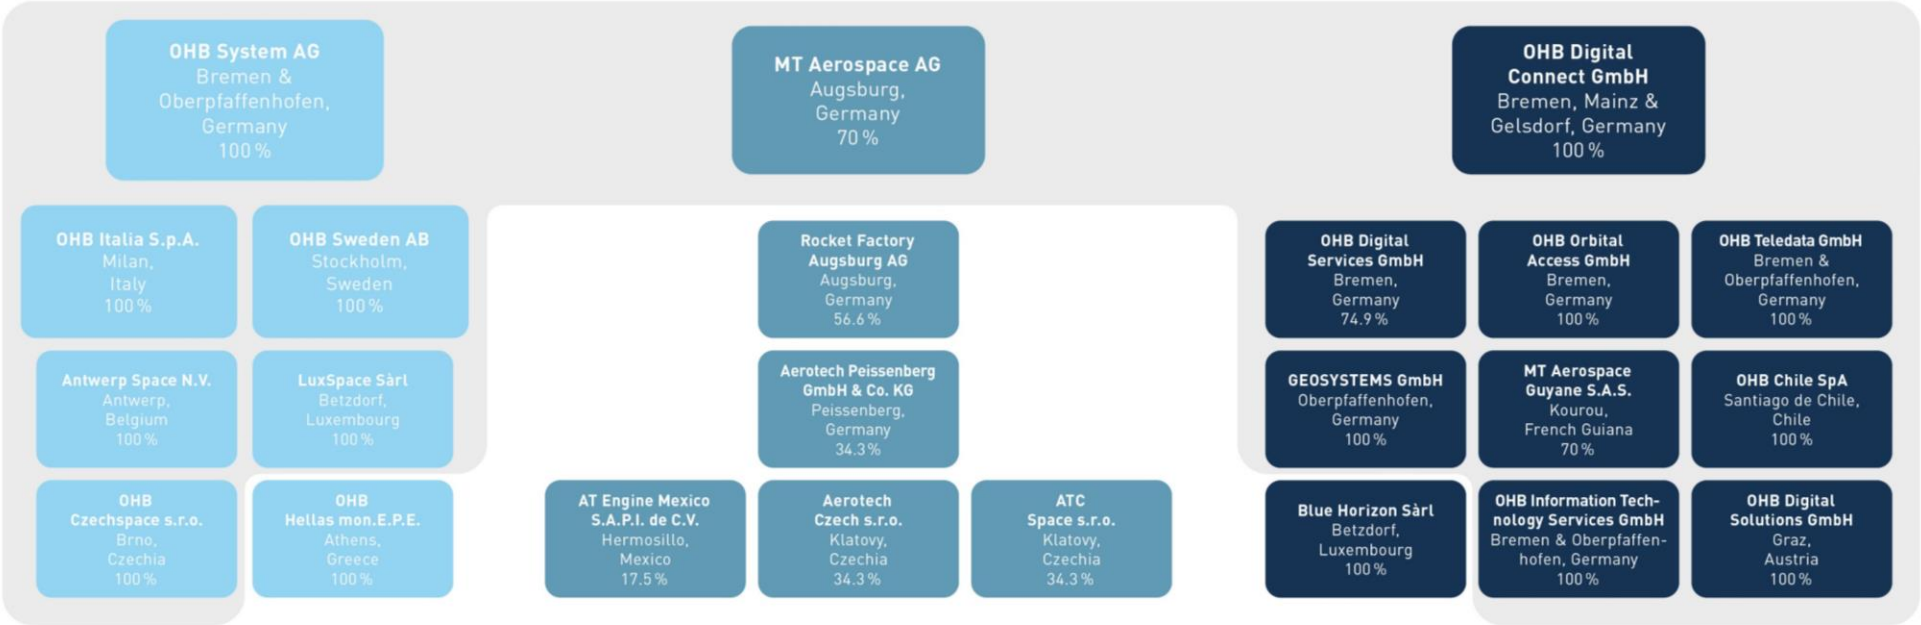 OHB System AG
Bremen &
Oberpfaffenhofen,
Germany
100 %
MT Aerospace AG
Augsburg,
Germany
70 %
OHB Digital
Connect GmbH
Bremen, Mainz &
Gelsdorf, Germany
100 %
OHB Italia S.p.A.
Milan,
Italy
100 %
OHB Sweden AB
Stockholm,
Sweden
100 %
Rocket Factory
Augsburg AG
Augsburg,
Germany
56.6 %
OHB Digital
Services GmbH
Bremen,
Germany
74.9 %
OHB Orbital
Access GmbH
Bremen,
Germany
100 %
OHB Teledata GmbH
Bremen &
Oberpfaffenhofen,
Germany
100 %
Antwerp Space N.V.
Antwerp,
Belgium
100 %
LuxSpace Sàrl
Betzdorf,
Luxembourg
100 %
Aerotech Peissenberg
GmbH & Co. KG
Peissenberg,
Germany
34.3 %
GEOSYSTEMS GmbH
Oberpfaffenhofen,
Germany
100 %
MT Aerospace
Guyane S.A.S.
Kourou,
French Guiana
70 %
OHB Chile SpA
Santiago de Chile,
Chile
100 %
OHB
Czechspace s.r.o.
Brno,
Czechia
100 %
OHB
Hellas mon.E.P.E.
Athens,
Greece
100 %
AT Engine Mexico
S.A.P.I. de C.V.
Hermosillo,
Mexico
17.5 %
Aerotech
Czech s.r.o.
Klatovy,
Czechia
34.3 %
ATC
Space s.r.o.
Klatovy,
Czechia
34.3 %
Blue Horizon Sàrl
Betzdorf,
Luxembourg
100 %
OHB Information Tech-
nology Services GmbH
Bremen & Oberpfaffen-
hofen, Germany
100 %
OHB Digital
Solutions GmbH
Graz,
Austria
100 %